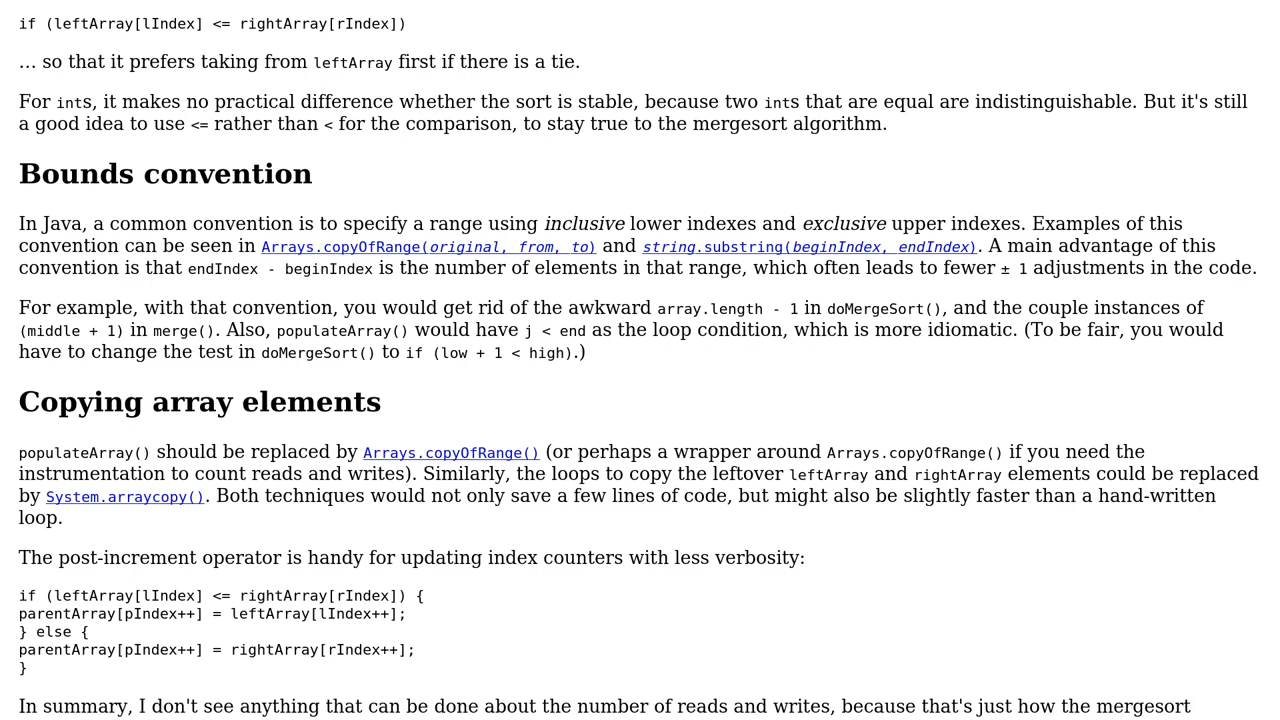 if (leftArray[lIndex] <= rightArray[rIndex])
… so that it prefers taking from leftArray first if there is a tie.
For ints, it makes no practical difference whether the sort is stable, because two ints that are equal are indistinguishable. But it's still
a good idea to use <= rather than < for the comparison, to stay true to the mergesort algorithm.
Bounds convention
In Java, a common convention is to specify a range using inclusive lower indexes and exclusive upper indexes. Examples of this
convention can be seen in Arrays.copyOfRange(original, from, to) and string.substring(beginIndex, endIndex). A main advantage of this
convention is that endIndex - beginIndex is the number of elements in that range, which often leads to fewer ± 1 adjustments in the code.
For example, with that convention, you would get rid of the awkward array.length - 1 in doMergeSort(), and the couple instances of
(middle + 1) in merge(). Also, populateArray() would have j < end as the loop condition, which is more idiomatic. (To be fair, you would
have to change the test in doMergeSort() to if (low + 1 < high).)
Copying array elements
populateArray() should be replaced by Arrays.copyOfRange() (or perhaps a wrapper around Arrays.copyOfRange() if you need the
instrumentation to count reads and writes). Similarly, the loops to copy the leftover leftArray and rightArray elements could be replaced
by System.arraycopy(). Both techniques would not only save a few lines of code, but might also be slightly faster than a hand-written
loop.
The post-increment operator is handy for updating index counters with less verbosity:
if (leftArray[lIndex] <= rightArray[rIndex]) {
parentArray[pIndex++] = leftArray[lIndex++];
} else {
parentArray[pIndex++] = rightArray[rIndex++];
}
In summary, I don't see anything that can be done about the number of reads and writes, because that's just how the mergesort